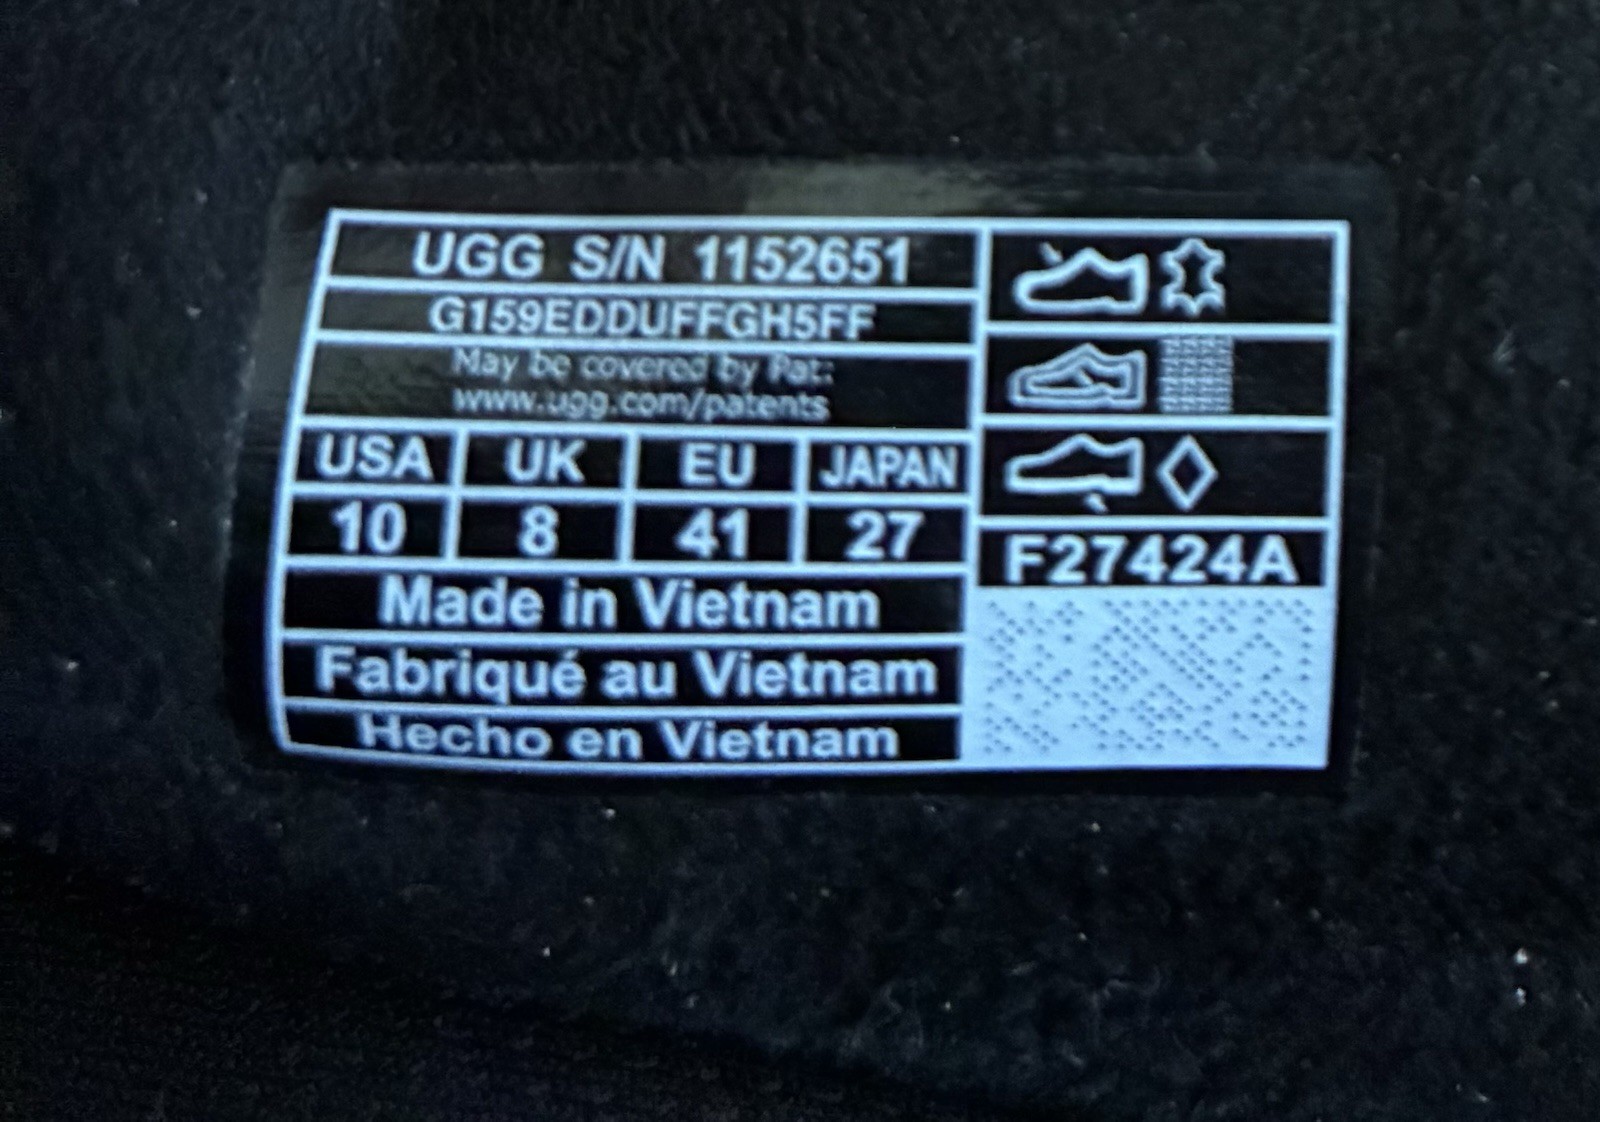 UGG S/N 1152651
G159EDDUFFGH5FF
May be covered by Pat:
www.ugg.com/patents
USA UK EU JAPAN
10 8 41 27
Made in Vietnam
Fabriqué au Vietnam
Hecho en Vietnam
F27424A